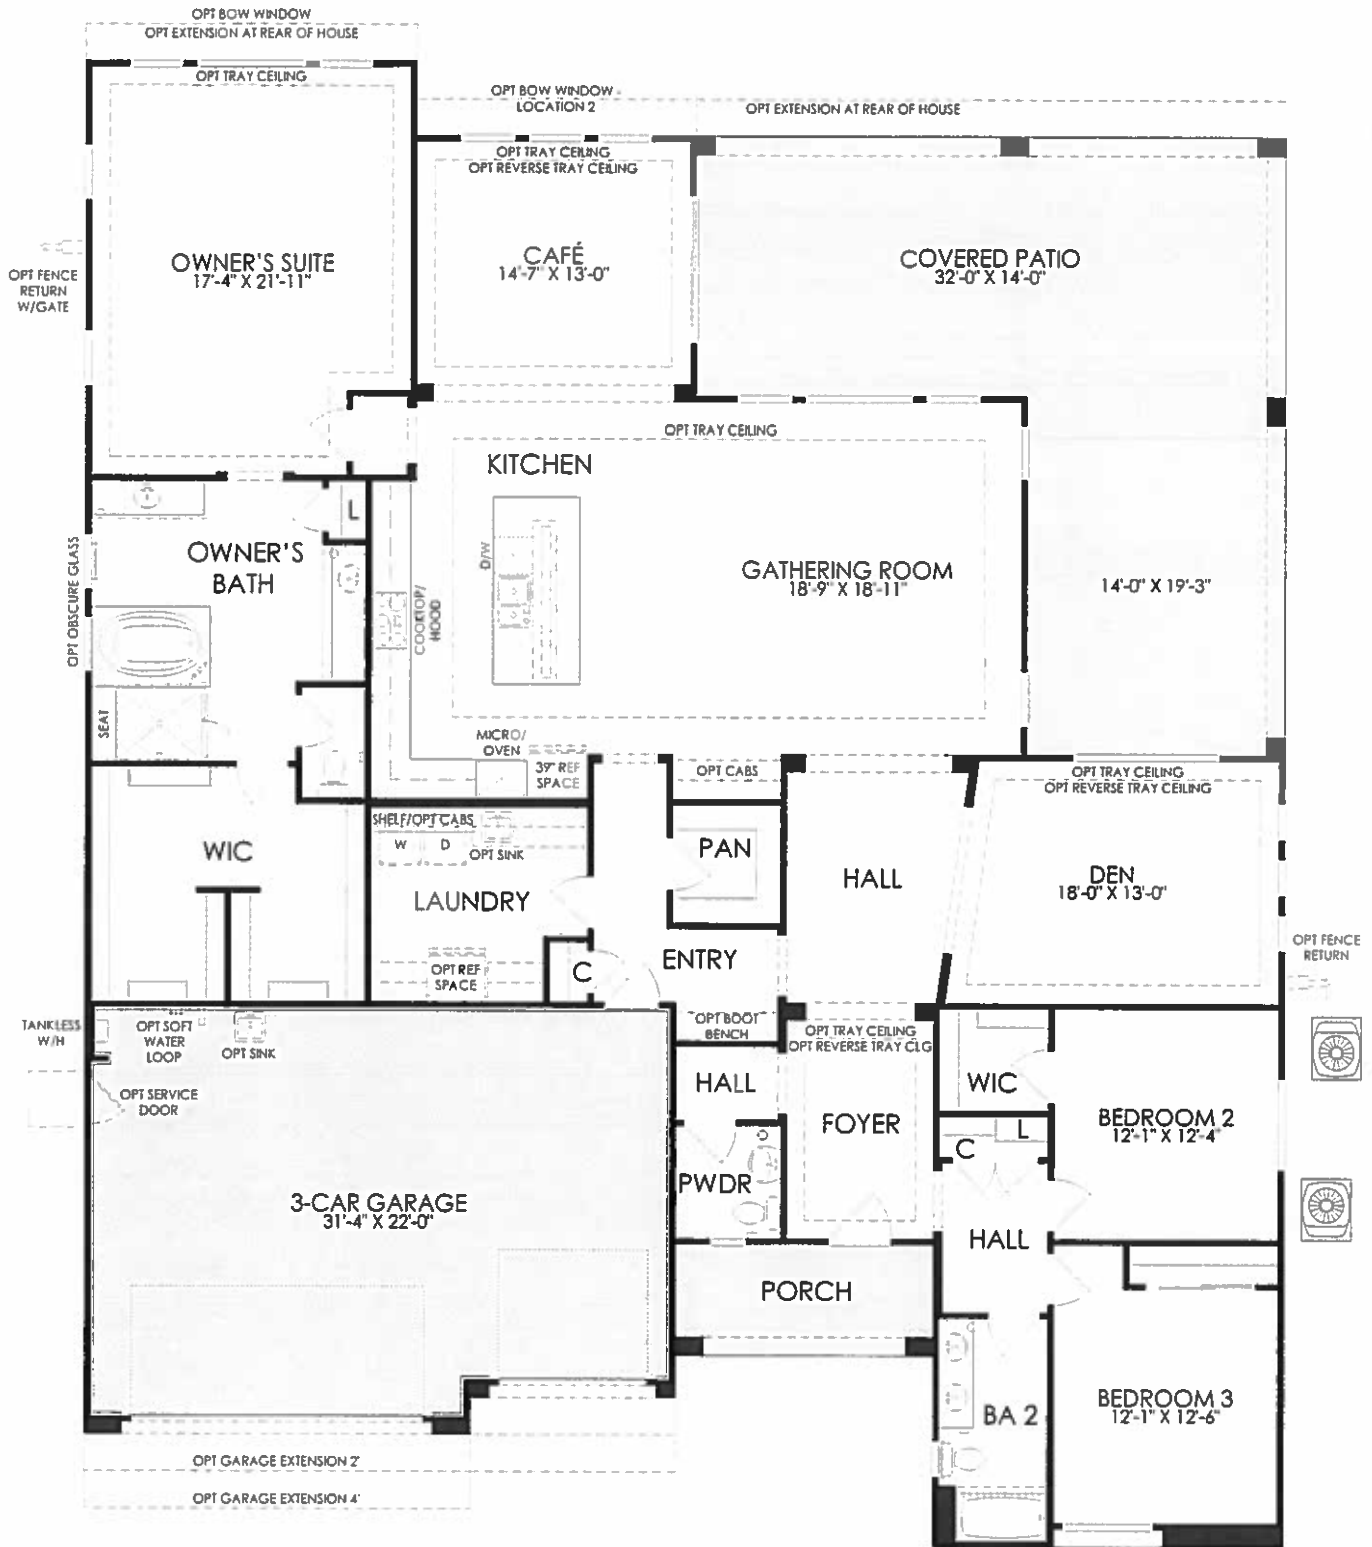 OPT BOW WINDOW
OPT EXTENSION AT REAR OF HOUSE
OPT TRAY CEILING
OPT BOW WINDOW -
LOCATION 2
OPT EXTENSION AT REAR OF HOUSE
OPT TRAY CEILING
OPT REVERSE TRAY CEILING
OWNER'S SUITE
17'-4" X 21'-11"
CAFÉ
14'-7" X 13'-0"
COVERED PATIO
32'-0" X 14'-0"
OPT FENCE
RETURN
W/GATE
OPT TRAY CEILING
KITCHEN
L
OWNER'S
BATH
OPT OBSCURE GLASS
D/W
COOKTOP/
HOOD
GATHERING ROOM
18'-9" X 18'-11"
14'-0" X 19'-3"
SEAT
MICRO/
OVEN
39" REF
SPACE
OPT CABS
OPT TRAY CEILING
OPT REVERSE TRAY CEILING
SHELF/OPT CABS
W
D
OPT SINK
WIC
PAN
HALL
DEN
18'-0" X 13'-0"
LAUNDRY
OPT REF
SPACE
C
ENTRY
OPT FENCE
RETURN
TANKLESS
W/H
OPT SOFT
WATER
LOOP
OPT SINK
OPT BOOT
BENCH
OPT TRAY CEILING
OPT REVERSE TRAY CLG
OPT SERVICE
DOOR
HALL
FOYER
WIC
BEDROOM 2
12'-1" X 12'-4"
C
L
PWDR
3-CAR GARAGE
31'-4" X 22'-0"
HALL
PORCH
BA 2
BEDROOM 3
12'-1" X 12'-6"
OPT GARAGE EXTENSION 2'
OPT GARAGE EXTENSION 4'